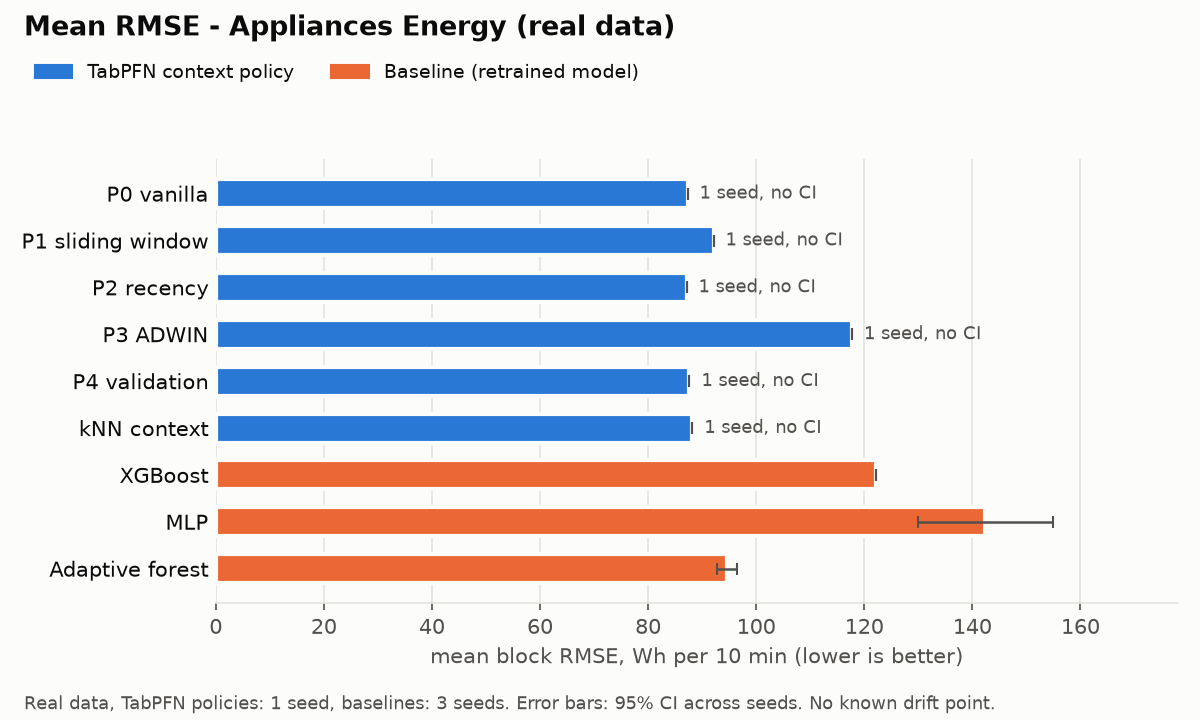 Mean RMSE - Appliances Energy (real data)
TabPFN context policy
Baseline (retrained model)
P0 vanilla
1 seed, no CI
P1 sliding window
1 seed, no CI
P2 recency
1 seed, no CI
P3 ADWIN
1 seed, no CI
P4 validation
1 seed, no CI
kNN context
1 seed, no CI
XGBoost
MLP
Adaptive forest
0 20 40 60 80 100 120 140 160
mean block RMSE, Wh per 10 min (lower is better)
Real data, TabPFN policies: 1 seed, baselines: 3 seeds. Error bars: 95% CI across seeds. No known drift point.